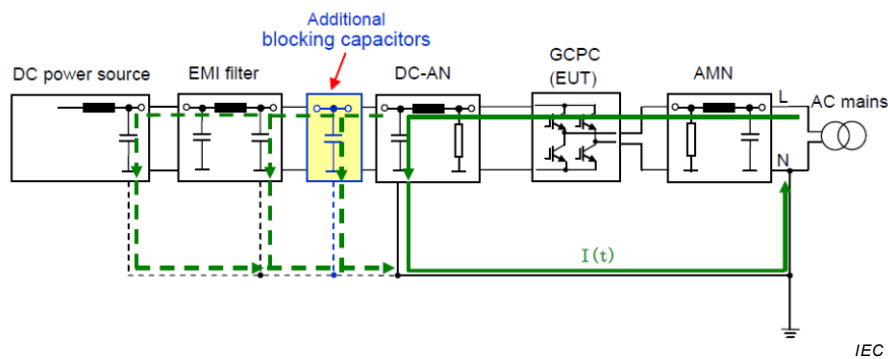 Additional
blocking capacitors
DC power source
EMI filter
DC-AN
GCPC
(EUT)
AMN
L
AC mains
N
I(t)
IEC